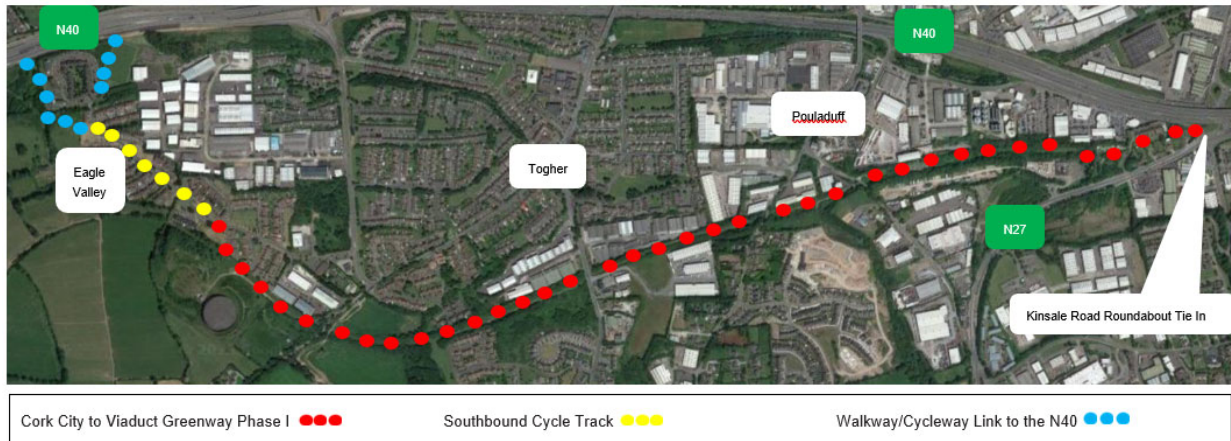 N40
N40
Pouladuff
Eagle
Valley
Togher
N27
Kinsale Road Roundabout Tie In
Cork City to Viaduct Greenway Phase I
Southbound Cycle Track
Walkway/Cycleway Link to the N40